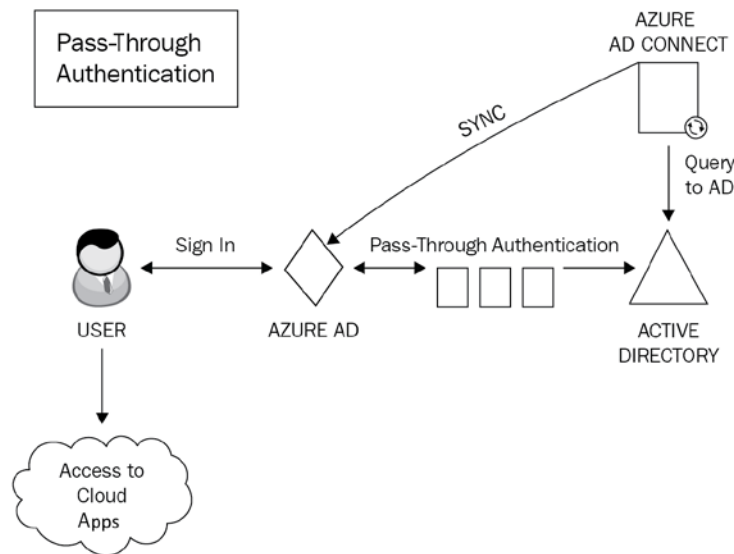 Pass-Through
Authentication
AZURE
AD CONNECT
SYNC
Query
to AD
Sign In
Pass-Through Authentication
USER
AZURE AD
ACTIVE
DIRECTORY
Access to
Cloud
Apps